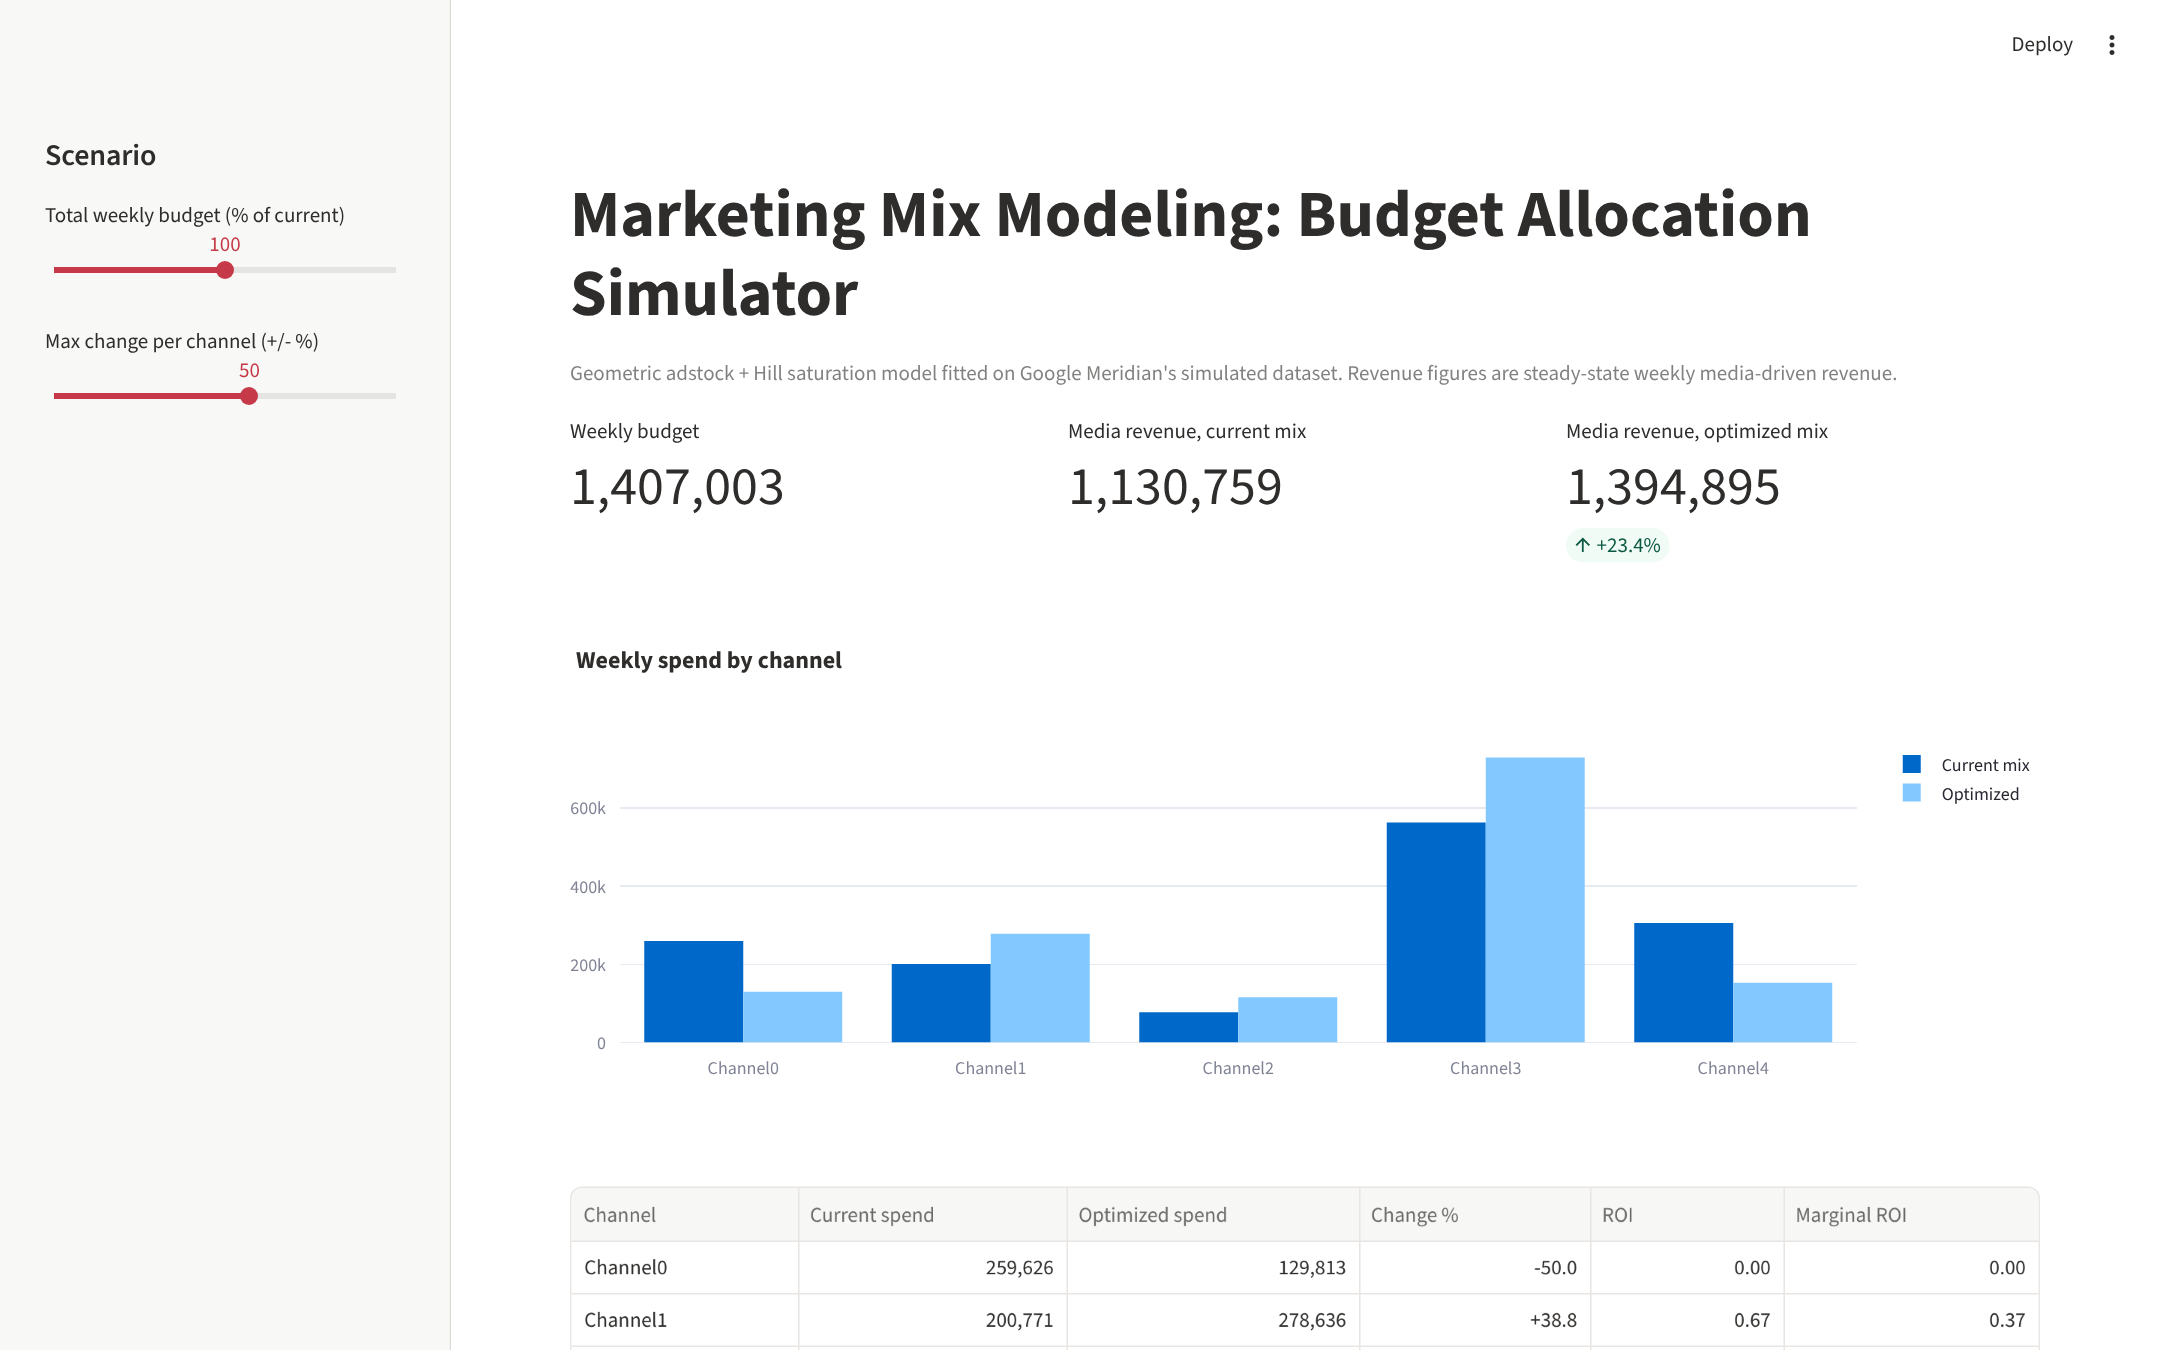 Deploy
Scenario
Total weekly budget (% of current)
100
Max change per channel (+/- %)
50
Marketing Mix Modeling: Budget Allocation
Simulator
Geometric adstock + Hill saturation model fitted on Google Meridian's simulated dataset. Revenue figures are steady-state weekly media-driven revenue.
Weekly budget
1,407,003
Media revenue, current mix
1,130,759
Media revenue, optimized mix
1,394,895
↑ +23.4%
Weekly spend by channel
Current mix
Optimized
600k
400k
200k
0
Channel0 Channel1 Channel2 Channel3 Channel4
Channel Current spend Optimized spend Change % ROI Marginal ROI
Channel0 259,626 129,813 -50.0 0.00 0.00
Channel1 200,771 278,636 +38.8 0.67 0.37